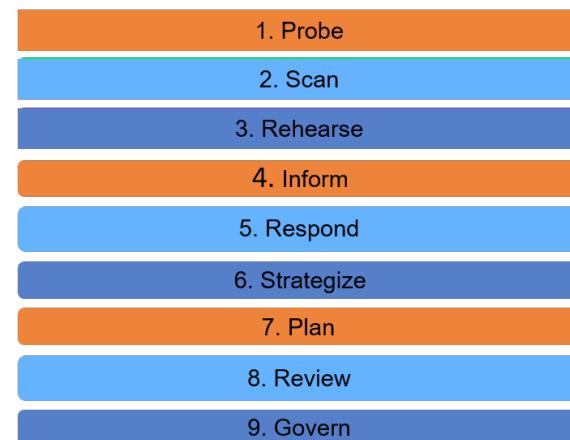 1. Probe
2. Scan
3. Rehearse
4. Inform
5. Respond
6. Strategize
7. Plan
8. Review
9. Govern